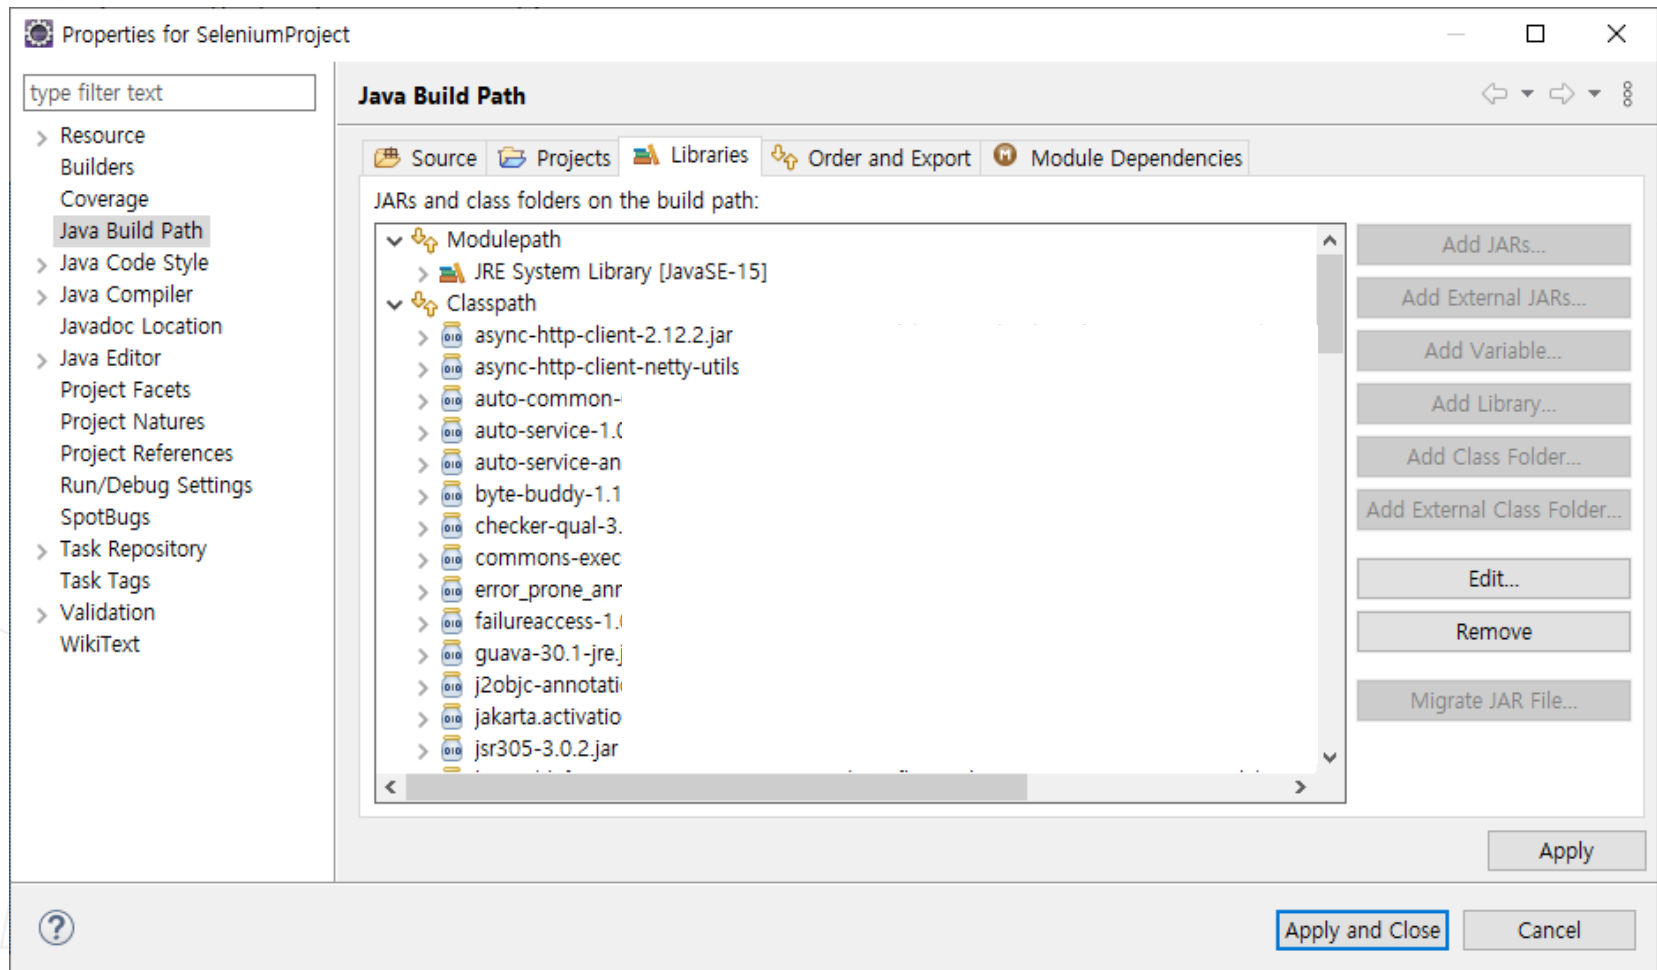 Properties for SeleniumProject
type filter text
Resource
Builders
Coverage
Java Build Path
Java Code Style
Java Compiler
Javadoc Location
Java Editor
Project Facets
Project Natures
Project References
Run/Debug Settings
SpotBugs
Task Repository
Task Tags
Validation
WikiText
Java Build Path
Source Projects Libraries Order and Export Module Dependencies
JARs and class folders on the build path:
Modulepath
JRE System Library [JavaSE-15]
Classpath
async-http-client-2.12.2.jar
async-http-client-netty-utils
auto-common-
auto-service-1.0
auto-service-an
byte-buddy-1.1
checker-qual-3.
commons-exec
error_prone_anr
failureaccess-1.
guava-30.1-jre.j
j2objc-annotati
jakarta.activatio
jsr305-3.0.2.jar
Add JARs...
Add External JARs...
Add Variable...
Add Library...
Add Class Folder...
Add External Class Folder...
Edit...
Remove
Migrate JAR File...
Apply
Apply and Close
Cancel